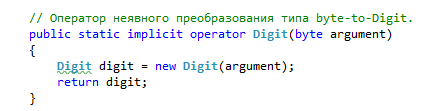 // Оператор неявного преобразования типа byte-to-Digit.
public static implicit operator Digit(byte argument)
{
Digit digit = new Digit(argument);
return digit;
}